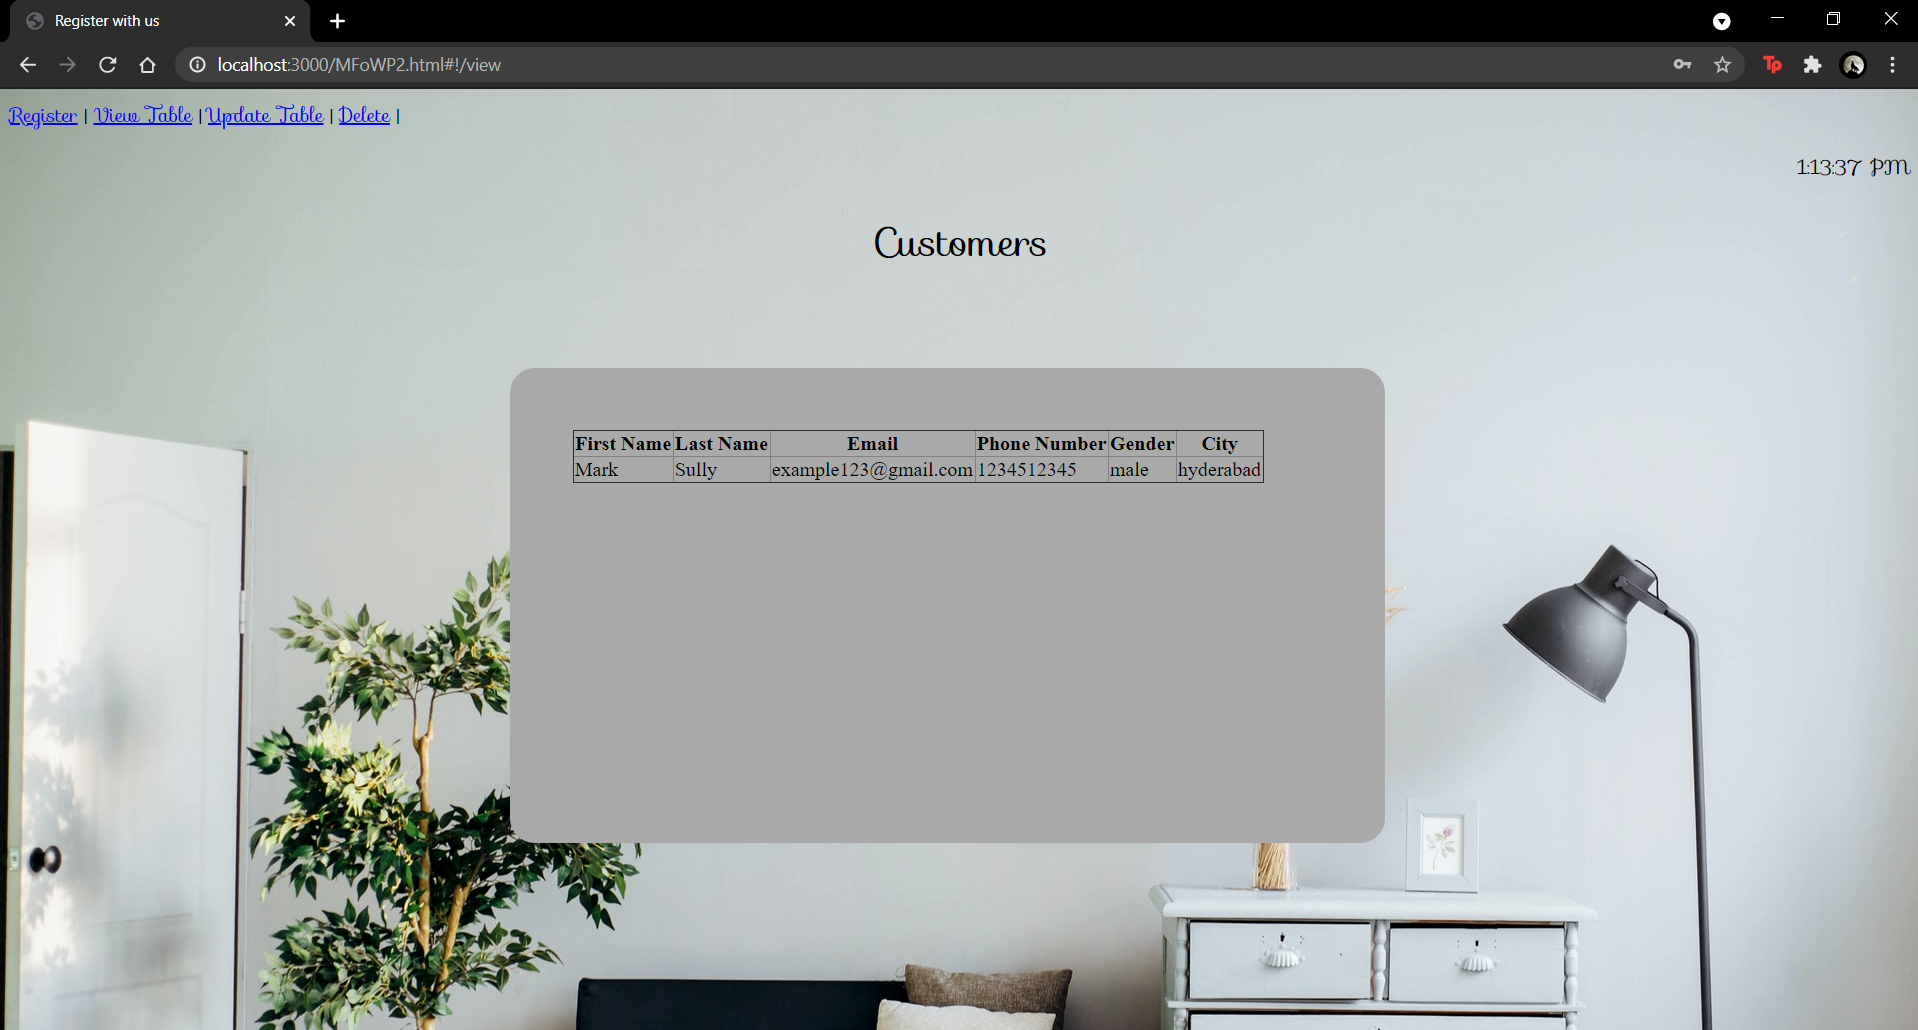 Register with us
localhost:3000/MFoWP2.html#!/view
Tp
Register | View Table | Update Table | Delete |
1:13:37 PM
Customers
First Name Last Name Email Phone Number Gender City
Mark Sully example123@gmail.com 1234512345 male hyderabad